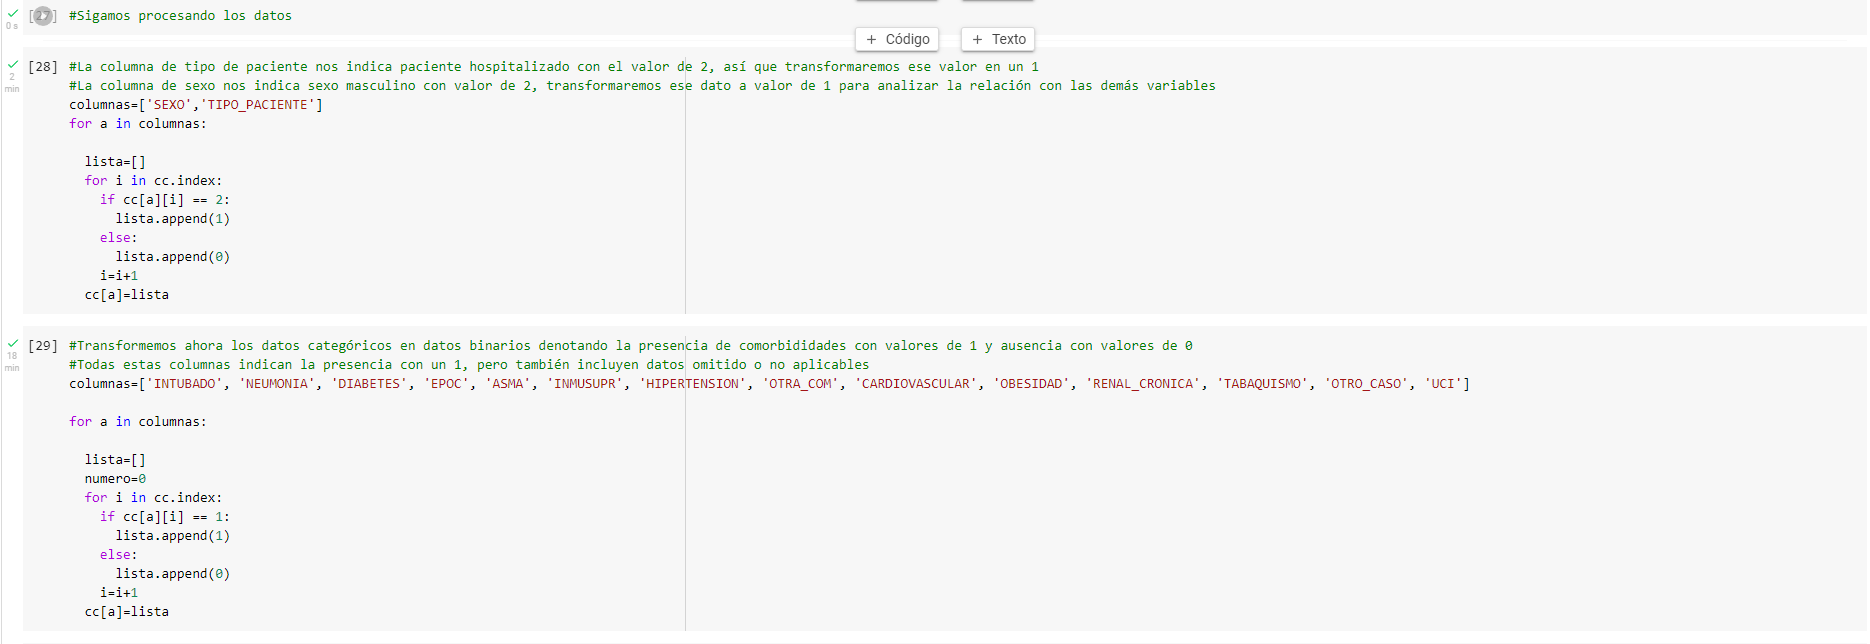 [27] #Sigamos procesando los datos
0 s
+ Código + Texto
[28] #La columna de tipo de paciente nos indica paciente hospitalizado con el valor de 2, así que transformaremos ese valor en un 1
2
min
#La columna de sexo nos indica sexo masculino con valor de 2, transformaremos ese dato a valor de 1 para analizar la relación con las demás variables
columnas=['SEXO','TIPO_PACIENTE']
for a in columnas:
lista=[]
for i in cc.index:
if cc[a][i] == 2:
lista.append(1)
else:
lista.append(0)
i=i+1
cc[a]=lista
[29] #Transformemos ahora los datos categóricos en datos binarios denotando la presencia de comorbididades con valores de 1 y ausencia con valores de 0
18
min
#Todas estas columnas indican la presencia con un 1, pero también incluyen datos omitido o no aplicables
columnas=['INTUBADO', 'NEUMONIA', 'DIABETES', 'EPOC', 'ASMA', 'INMUSUPR', 'HIPERTENSION', 'OTRA_COM', 'CARDIOVASCULAR', 'OBESIDAD', 'RENAL_CRONICA', 'TABAQUISMO', 'OTRO_CASO', 'UCI']
for a in columnas:
lista=[]
numero=0
for i in cc.index:
if cc[a][i] == 1:
lista.append(1)
else:
lista.append(0)
i=i+1
cc[a]=lista